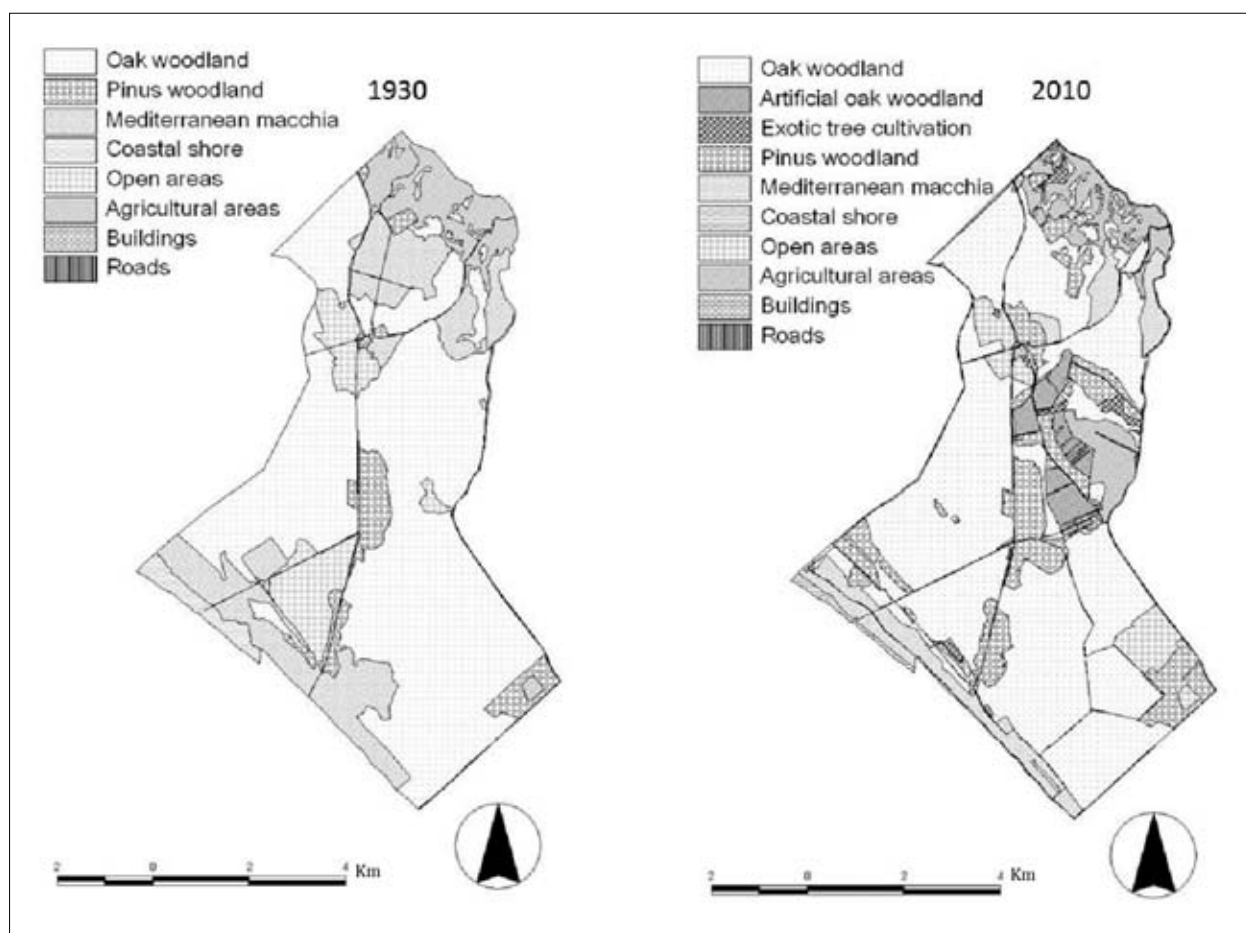 Oak woodland
Pinus woodland
1930
Mediterranean macchia
Coastal shore
Open areas
Agricultural areas
Buildings
Roads
2 0 2 4 Km
Oak woodland
Artificial oak woodland
2010
Exotic tree cultivation
Pinus woodland
Mediterranean macchia
Coastal shore
Open areas
Agricultural areas
Buildings
Roads
2 0 2 4 Km